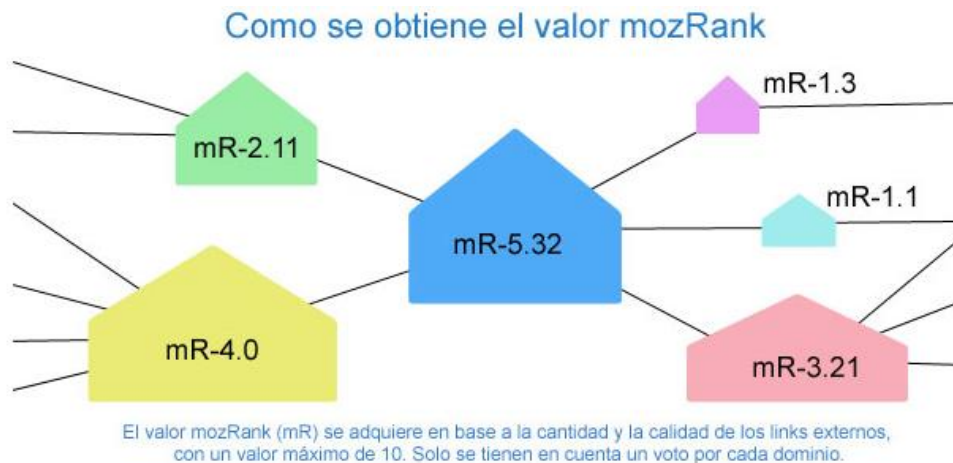 Como se obtiene el valor mozRank
mR-1.3
mR-2.11
mR-1.1
mR-5.32
mR-4.0
mR-3.21
El valor mozRank (mR) se adquiere en base a la cantidad y la calidad de los links externos,
con un valor máximo de 10. Solo se tienen en cuenta un voto por cada dominio.